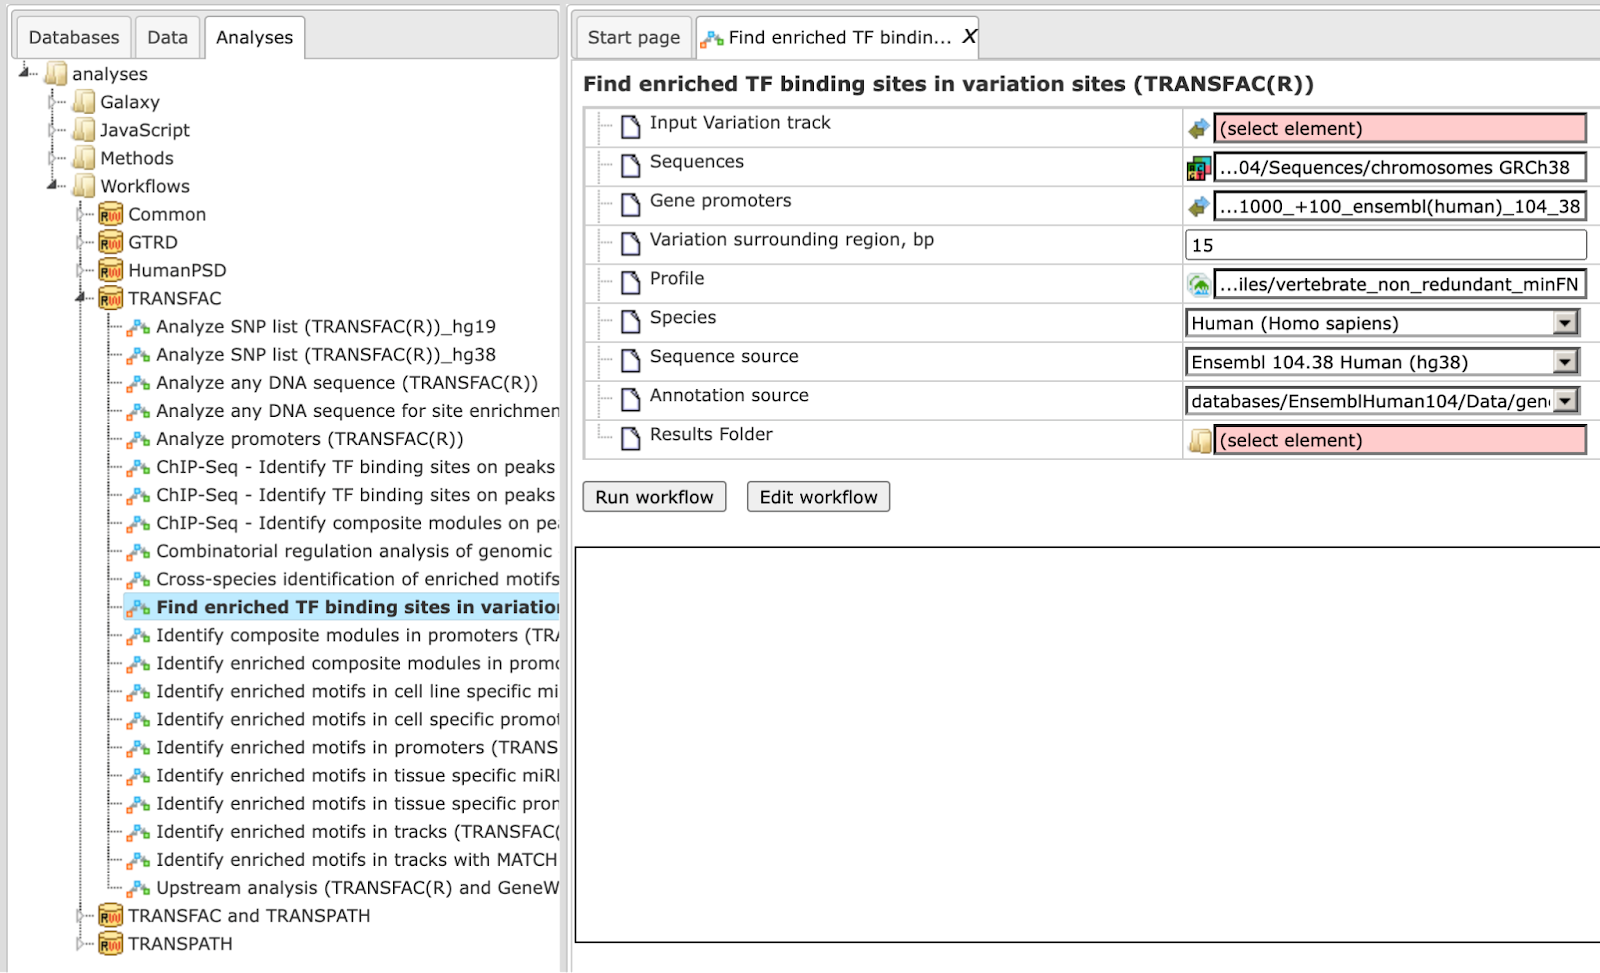 Databases
Data
Analyses
analyses
Galaxy
JavaScript
Methods
Workflows
Common
GTRD
HumanPSD
TRANSFAC
Analyze SNP list (TRANSFAC(R))_hg19
Analyze SNP list (TRANSFAC(R))_hg38
Analyze any DNA sequence (TRANSFAC(R))
Analyze any DNA sequence for site enrichmen
Analyze promoters (TRANSFAC(R))
ChIP-Seq - Identify TF binding sites on peaks
ChIP-Seq - Identify TF binding sites on peaks
ChIP-Seq - Identify composite modules on pe
Combinatorial regulation analysis of genomic
Cross-species identification of enriched motifs
Find enriched TF binding sites in variatio
Identify composite modules in promoters (TRA
Identify enriched composite modules in promo
Identify enriched motifs in cell line specific mi
Identify enriched motifs in cell specific promot
Identify enriched motifs in promoters (TRANS
Identify enriched motifs in tissue specific miR
Identify enriched motifs in tissue specific pron
Identify enriched motifs in tracks (TRANSFAC(
Identify enriched motifs in tracks with MATCH
Upstream analysis (TRANSFAC(R) and GeneW
TRANSFAC and TRANSPATH
TRANSPATH
Start page
Find enriched TF bindin... X
Find enriched TF binding sites in variation sites (TRANSFAC(R))
Input Variation track (select element)
Sequences ...04/Sequences/chromosomes GRCh38
Gene promoters ...1000_+100_ensembl(human)_104_38
Variation surrounding region, bp 15
Profile ...iles/vertebrate_non_redundant_minFN
Species Human (Homo sapiens)
Sequence source Ensembl 104.38 Human (hg38)
Annotation source databases/EnsemblHuman104/Data/gen
Results Folder (select element)
Run workflow
Edit workflow